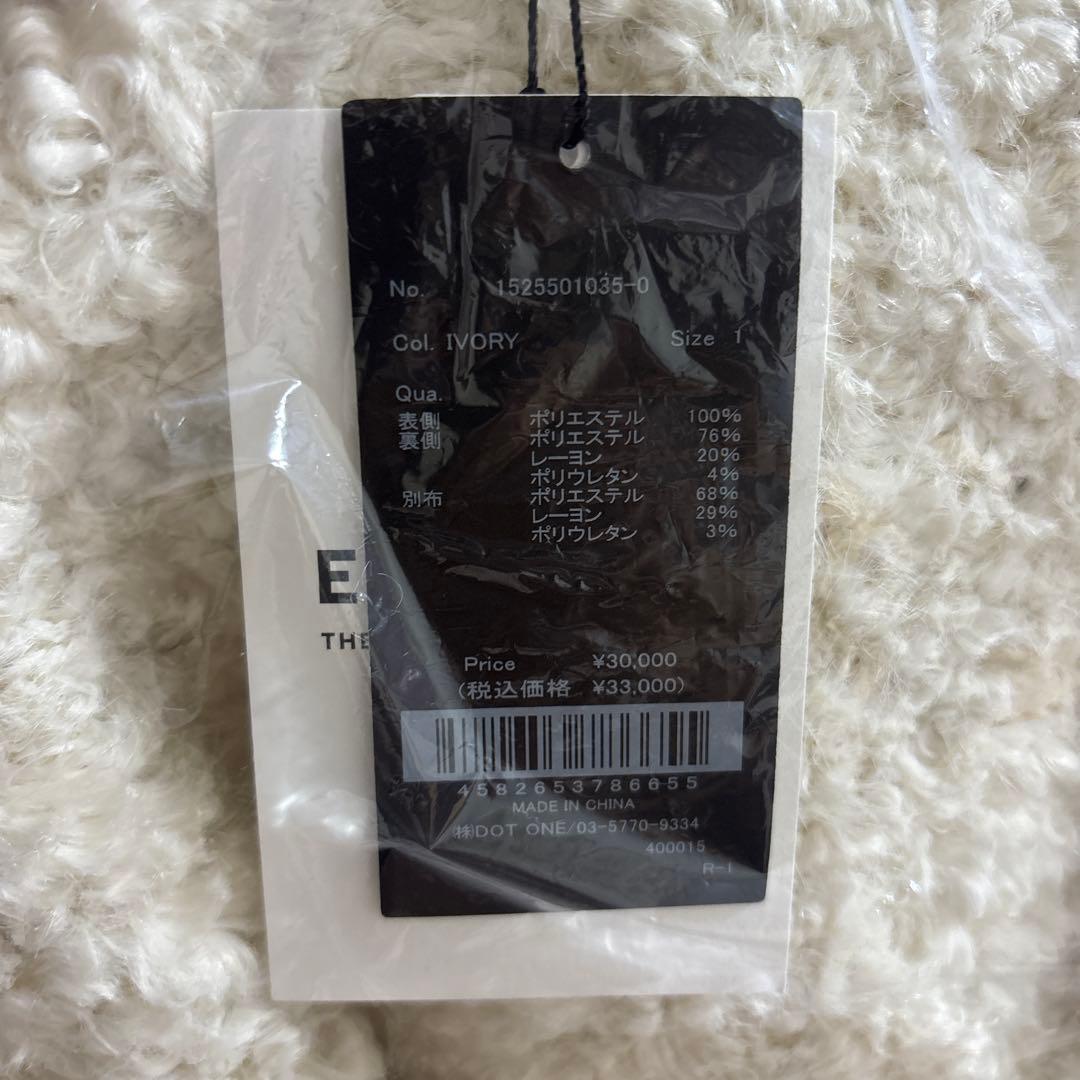 No. 1525501035-0
Col. IVORY Size 1
Qua.
表側 ポリエステル 100%
裏側 ポリエステル 76%
レーヨン 20%
ポリウレタン 4%
別布 ポリエステル 68%
レーヨン 29%
ポリウレタン 3%
E
THE
Price ¥30,000
(税込価格 ¥33,000)
4582653786655
MADE IN CHINA
㈱DOT ONE/03-5770-9334
400015
R-1